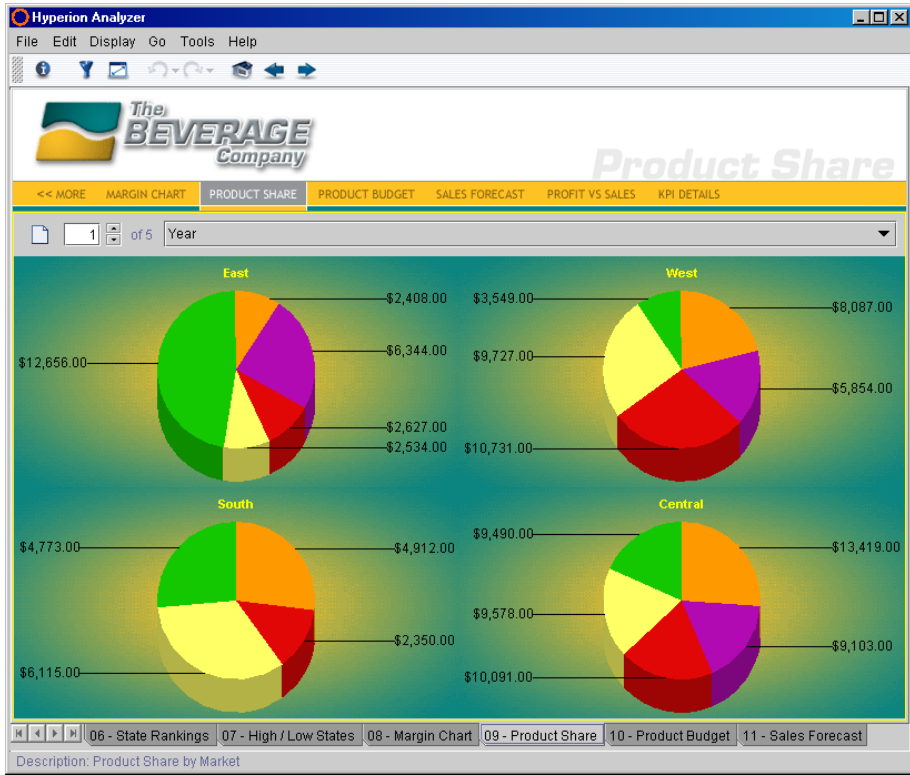 Hyperion Analyzer
File Edit Display Go Tools Help
The
BEVERAGE
Company
Product Share
<< MORE MARGIN CHART PRODUCT SHARE PRODUCT BUDGET SALES FORECAST PROFIT VS SALES KPI DETAILS
1 of 5 Year
East
$2,408.00
$6,344.00
$12,656.00
$2,627.00
$2,534.00
West
$3,549.00
$8,087.00
$9,727.00
$5,854.00
$10,731.00
South
$4,773.00
$4,912.00
$2,350.00
$6,115.00
Central
$9,490.00
$13,419.00
$9,578.00
$9,103.00
$10,091.00
06 - State Rankings 07 - High / Low States 08 - Margin Chart 09 - Product Share 10 - Product Budget 11 - Sales Forecast
Description: Product Share by Market